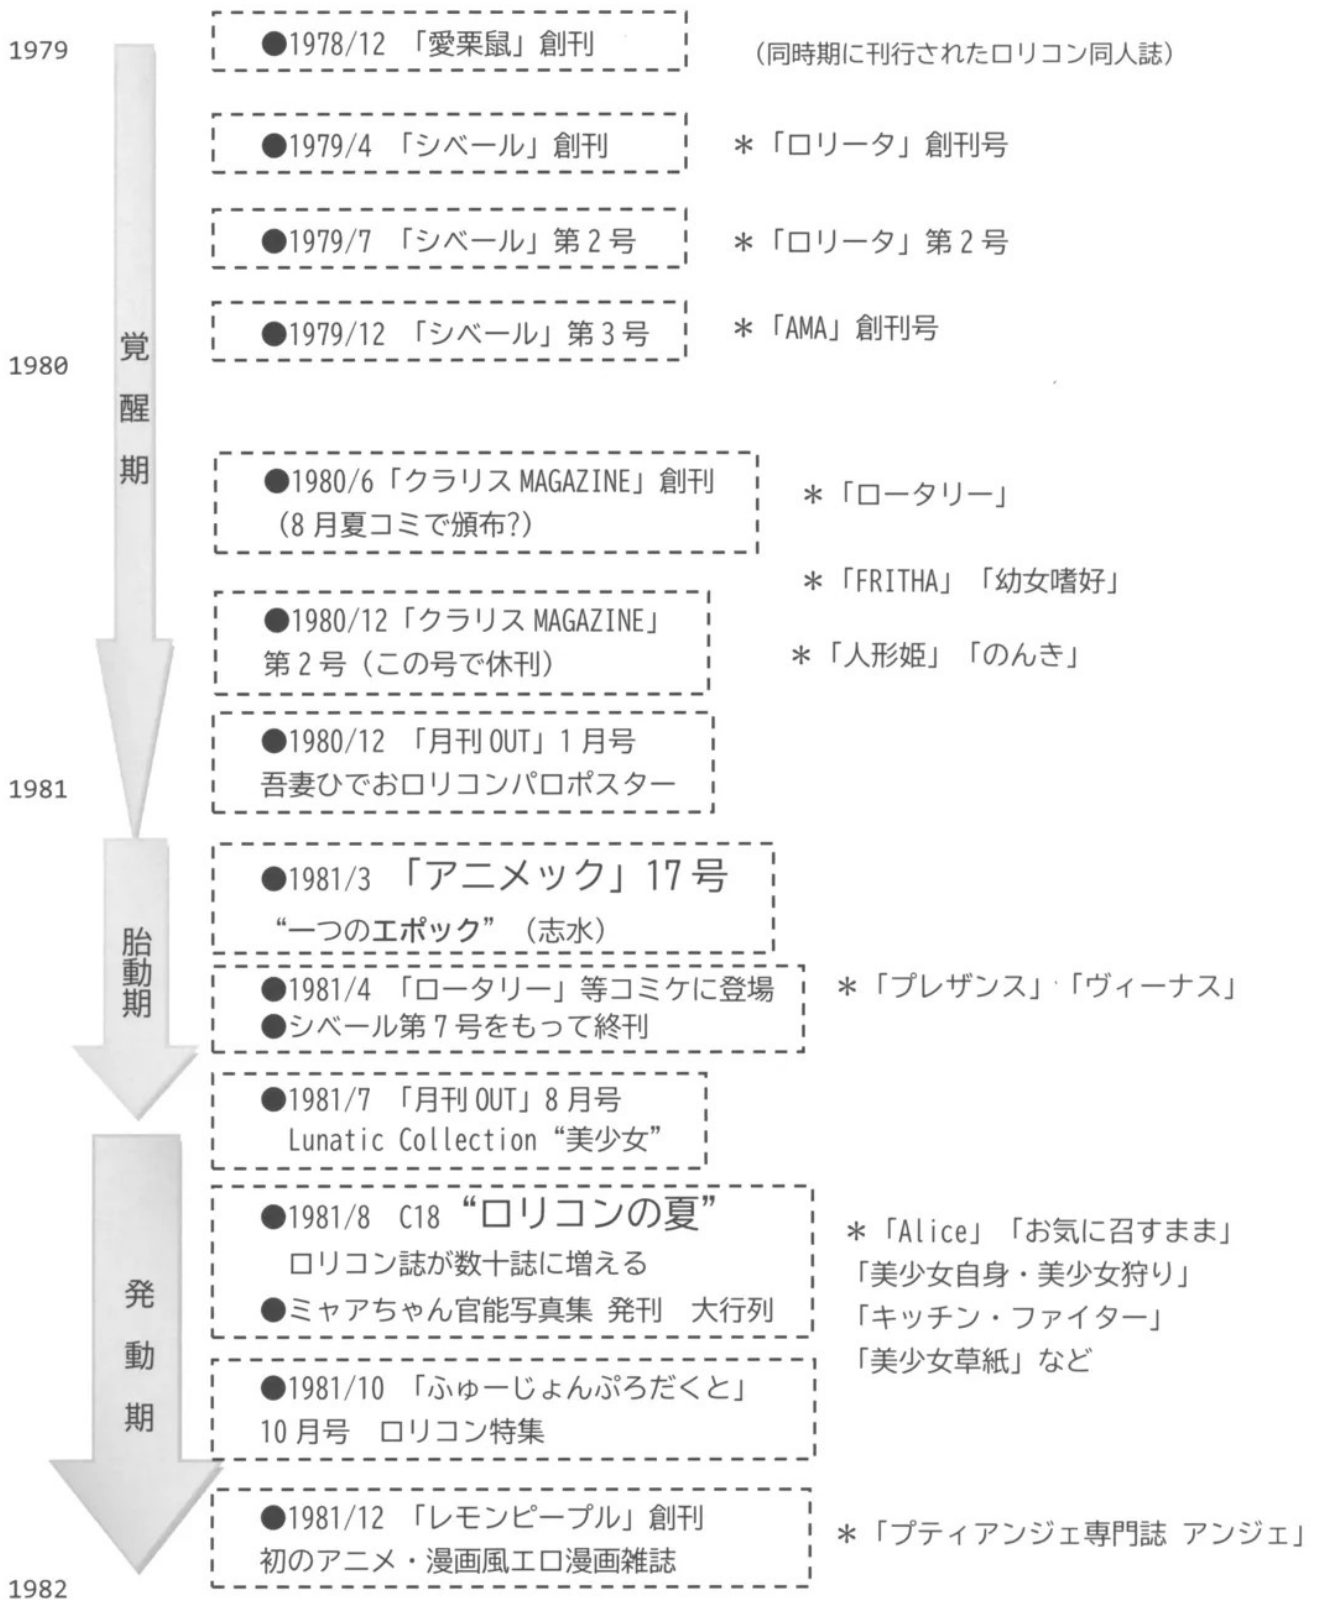 1979
●1978/12 「愛栗鼠」創刊
(同時期に刊行されたロリコン同人誌)
●1979/4 「シベール」創刊
＊「ロリータ」創刊号
●1979/7 「シベール」第２号
＊「ロリータ」第２号
●1979/12 「シベール」第３号
＊「AMA」創刊号
1980
覚醒期
●1980/6「クラリス MAGAZINE」創刊
(8 月夏コミで頒布?)
＊「ロータリー」
＊「FRITHA」「幼女嗜好」
●1980/12「クラリス MAGAZINE」
第２号（この号で休刊）
＊「人形姫」「のんき」
●1980/12 「月刊 OUT」1 月号
吾妻ひでおロリコンパロポスター
1981
胎動期
●1981/3 「アニメック」17 号
“一つのエポック”（志水）
●1981/4 「ロータリー」等コミケに登場
●シベール第７号をもって終刊
＊「プレザンス」「ヴィーナス」
●1981/7 「月刊 OUT」8 月号
Lunatic Collection “美少女”
発動期
●1981/8 C18 “ロリコンの夏”
ロリコン誌が数十誌に増える
●ミャアちゃん官能写真集 発刊　大行列
＊「Alice」「お気に召すまま」
「美少女自身・美少女狩り」
「キッチン・ファイター」
「美少女草紙」など
●1981/10 「ふゅーじょんぷろだくと」
10 月号　ロリコン特集
●1981/12 「レモンピープル」創刊
初のアニメ・漫画風エロ漫画雑誌
＊「プティアンジェ専門誌 アンジェ」
1982